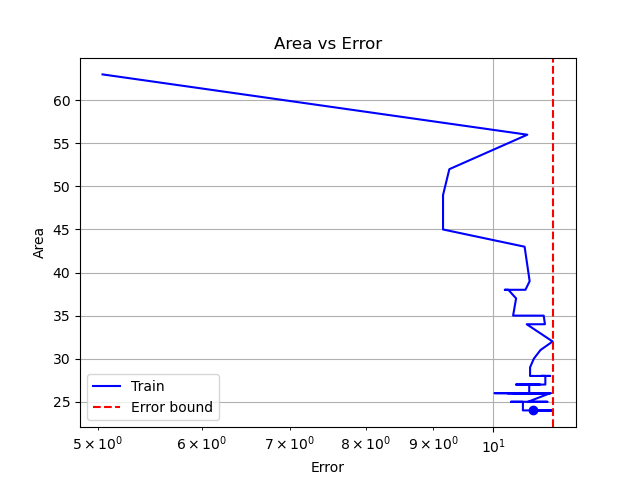 Area vs Error
Area
60
55
50
45
40
35
30
25
Train
Error bound
5 × 10⁰
6 × 10⁰
7 × 10⁰
8 × 10⁰
9 × 10⁰
10¹
Error